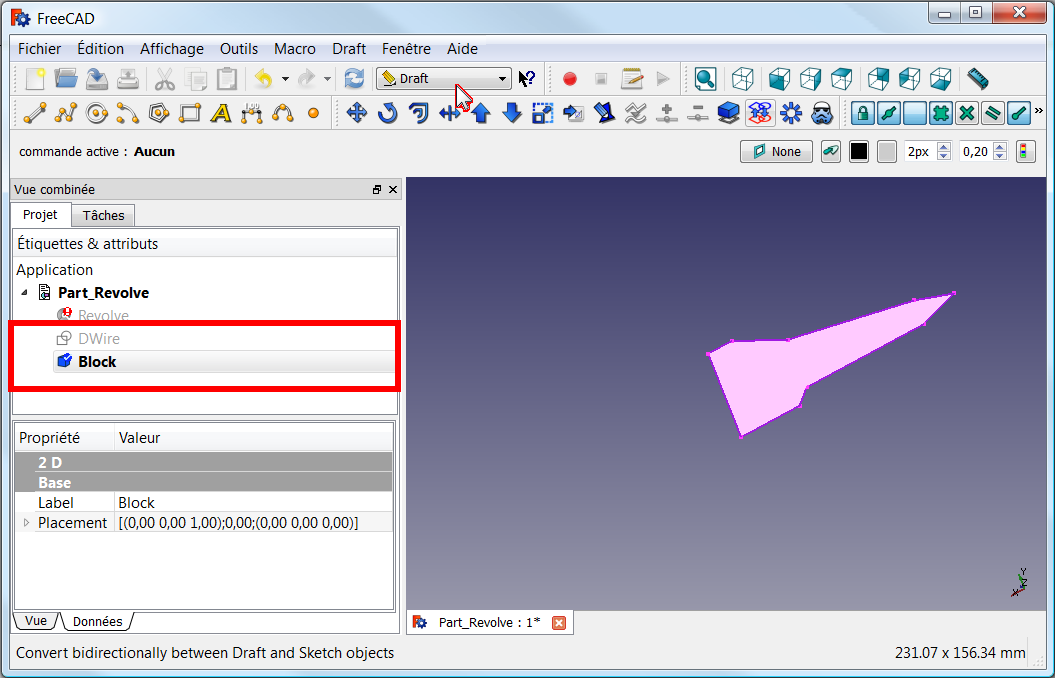 FreeCAD
Fichier Édition Affichage Outils Macro Draft Fenêtre Aide
Draft
commande active : Aucun
None
2px
0,20
Vue combinée
Projet Tâches
Étiquettes & attributs
Application
Part_Revolve
Revolve
DWire
Block
Propriété Valeur
2 D
Base
Label Block
Placement [(0,00 0,00 1,00);0,00;(0,00 0,00 0,00)]
Vue Données
Y
Z
X
Part_Revolve : 1*
Convert bidirectionally between Draft and Sketch objects
231.07 x 156.34 mm